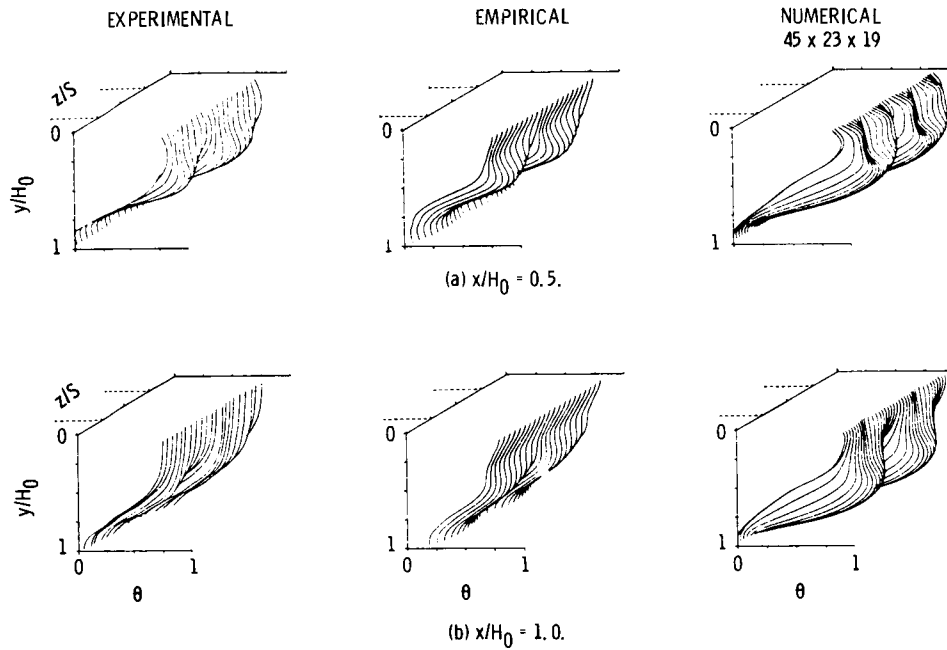 EXPERIMENTAL
EMPIRICAL
NUMERICAL
45 x 23 x 19
z/S
0
y/H0
1
0
1
0
1
(a) x/H0 = 0.5.
z/S
0
y/H0
1
0
1
θ
0
1
0
1
θ
0
1
0
1
θ
(b) x/H0 = 1.0.